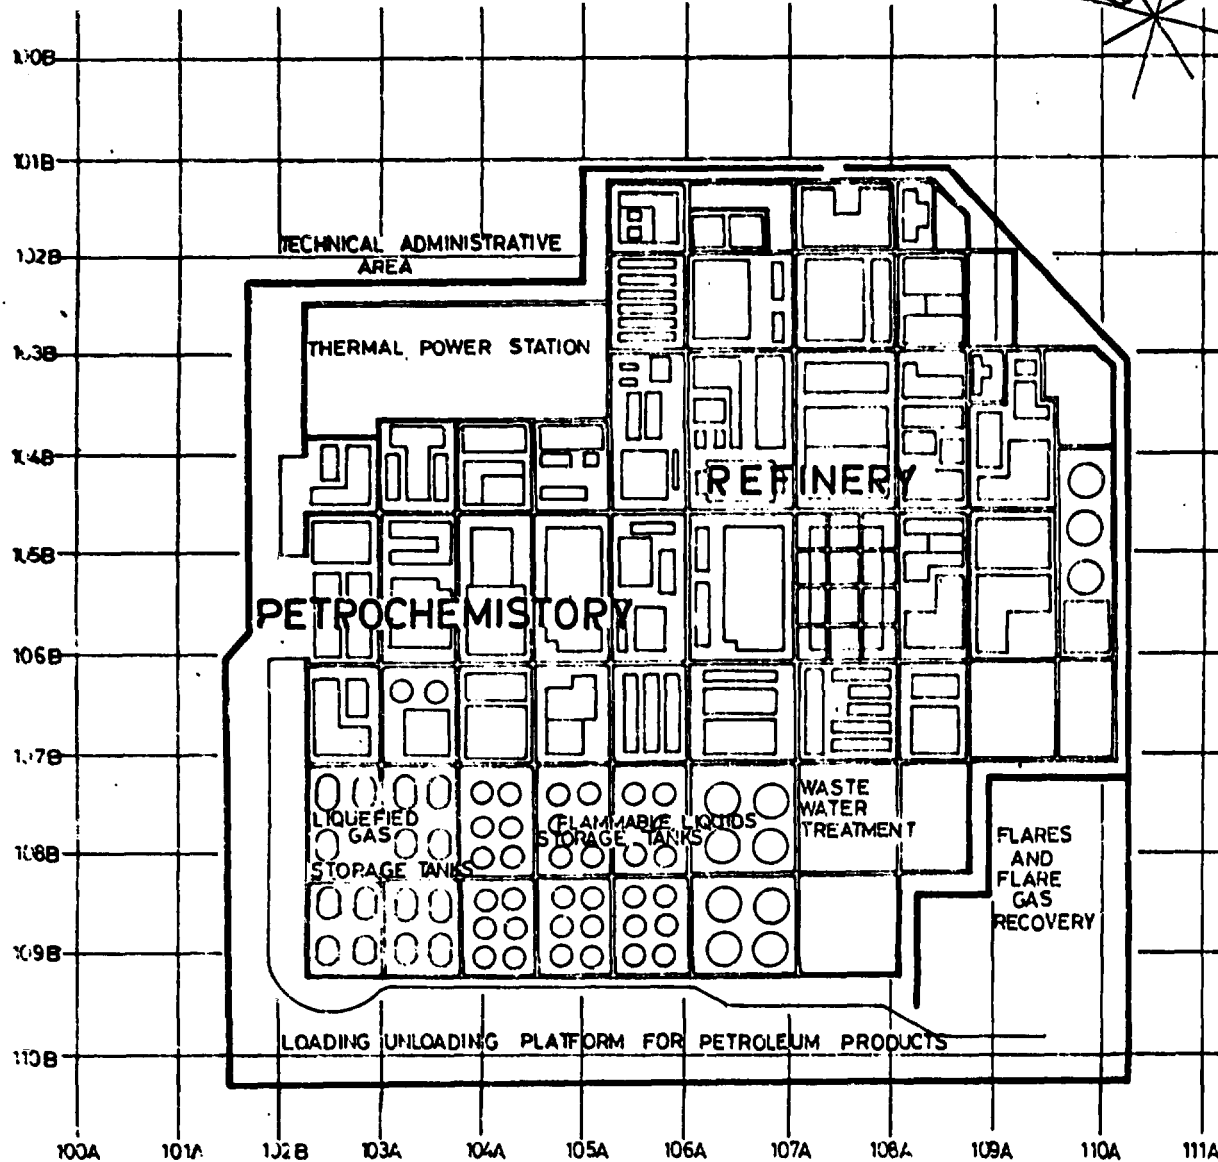 100B
101B
TECHNICAL ADMINISTRATIVE
AREA
102B
THERMAL POWER STATION
103B
104B
REFINERY
105B
PETROCHEMISTORY
106B
107B
LIQUEFIED
GAS
STORAGE TANKS
FLAMMABLE LIQUIDS
STORAGE TANKS
WASTE
WATER
TREATMENT
108B
FLARES
AND
FLARE
GAS
RECOVERY
109B
LOADING UNLOADING PLATFORM FOR PETROLEUM PRODUCTS
110B
100A 101A 102B 103A 104A 105A 106A 107A 108A 109A 110A 111A